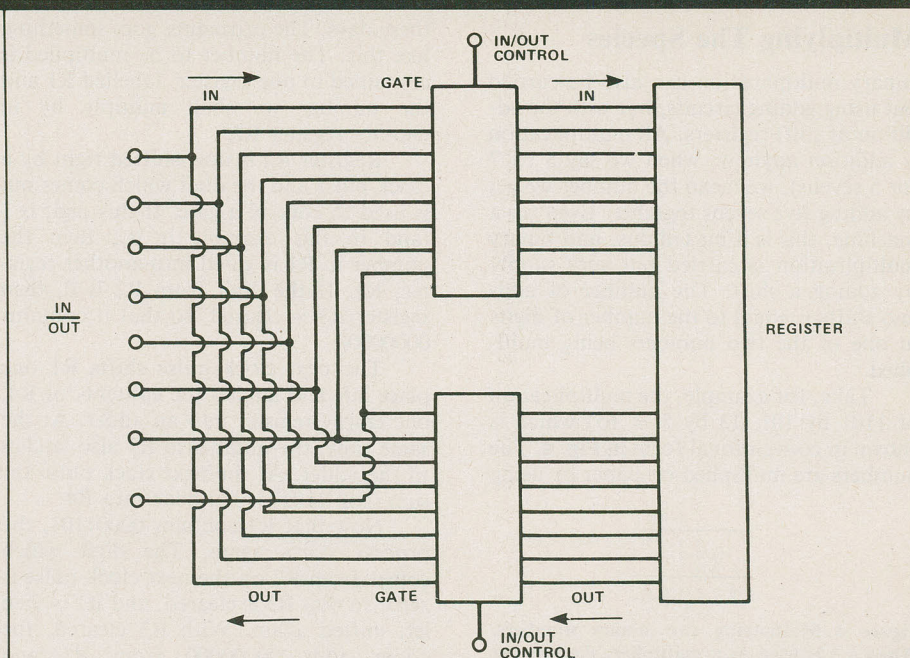 IN/OUT
CONTROL
GATE
IN
IN
IN
OUT
REGISTER
OUT
GATE
OUT
IN/OUT
CONTROL